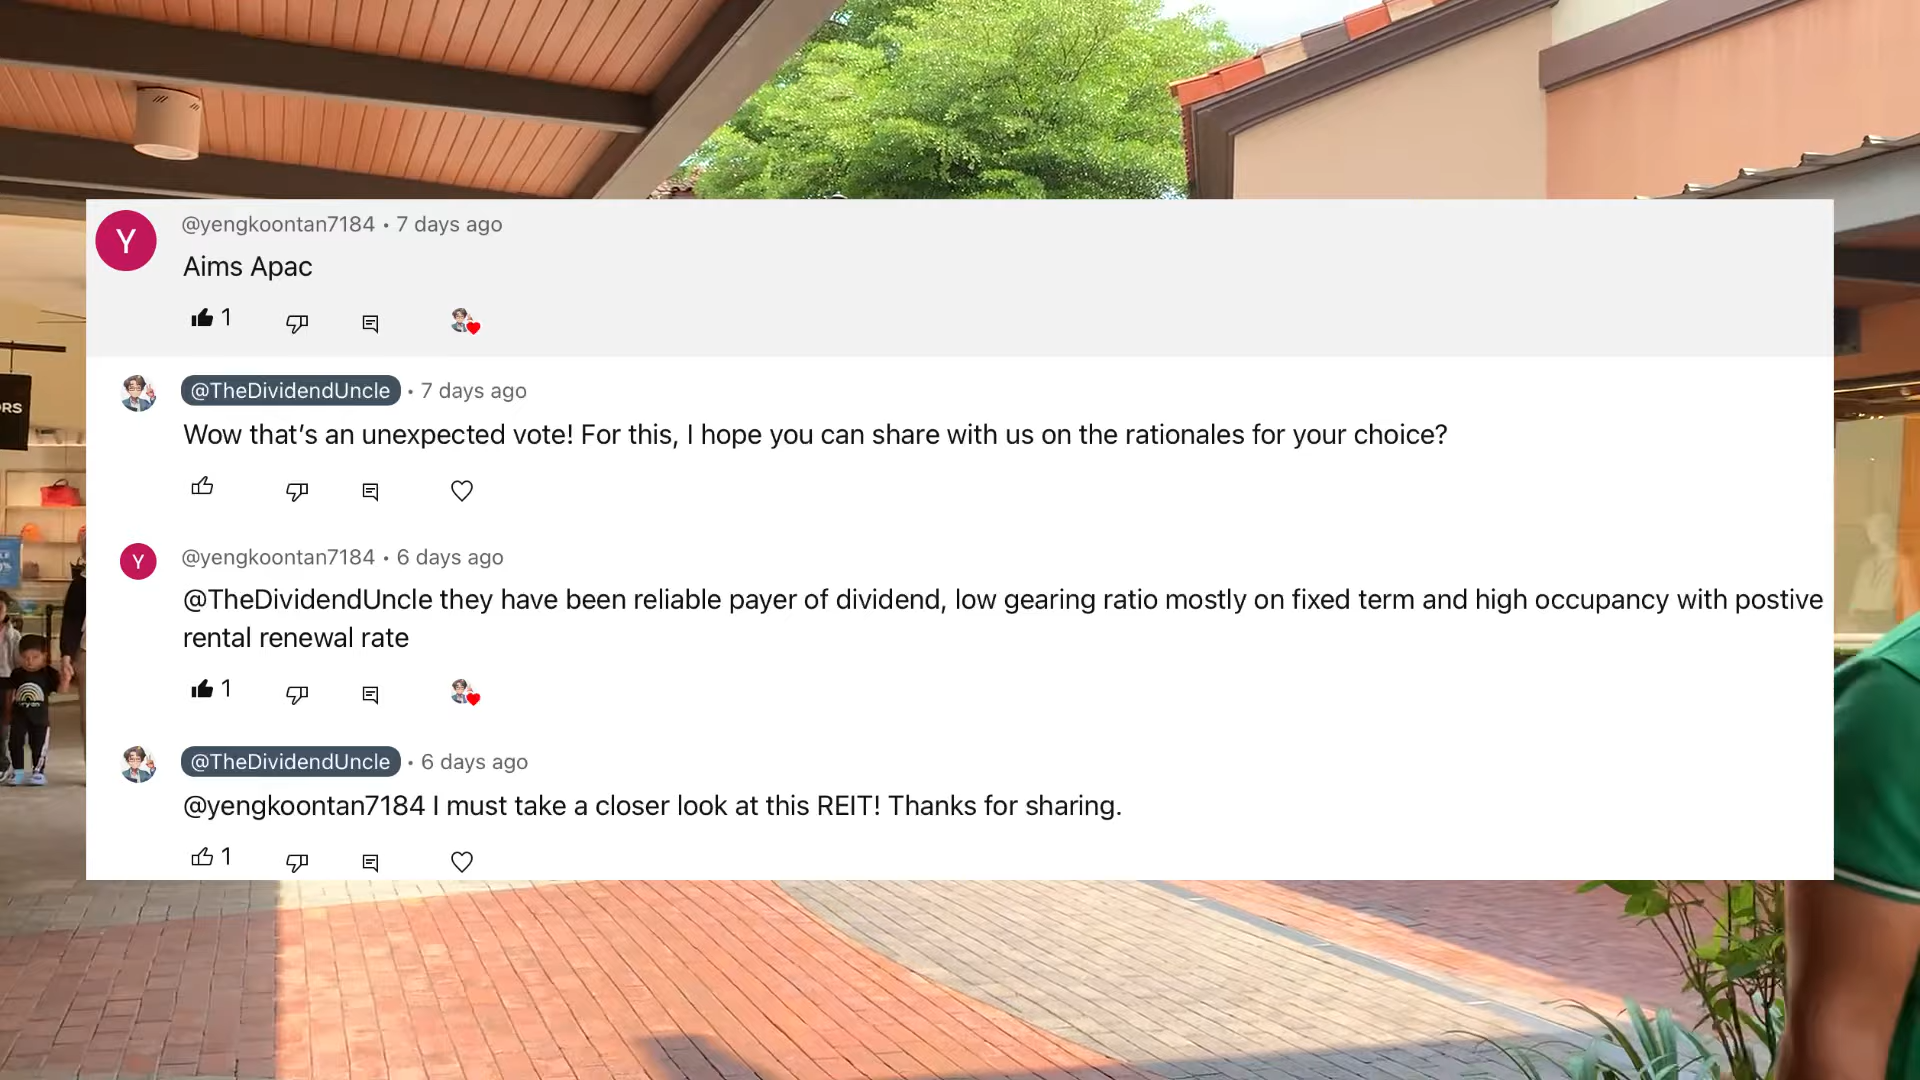 @yengkoontan7184 • 7 days ago
Y
Aims Apac
1
@TheDividendUncle • 7 days ago
Wow that's an unexpected vote! For this, I hope you can share with us on the rationales for your choice?
ORS
@yengkoontan7184 • 6 days ago
Y
@TheDividendUncle they have been reliable payer of dividend, low gearing ratio mostly on fixed term and high occupancy with postive
rental renewal rate
1
@TheDividendUncle • 6 days ago
@yengkoontan7184 I must take a closer look at this REIT! Thanks for sharing.
1